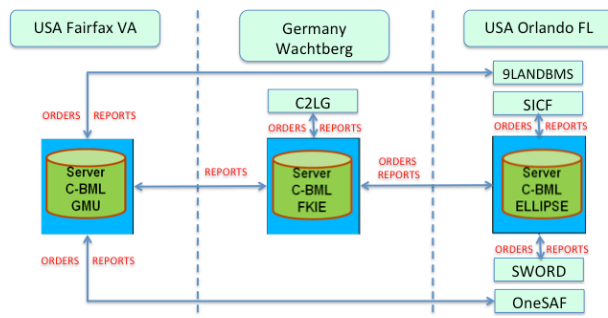 USA Fairfax VA
Germany
Wachtberg
USA Orlando FL
9LANDBMS
C2LG
SICF
ORDERS REPORTS
ORDERS REPORTS
ORDERS REPORTS
Server
C-BML
GMU
REPORTS
Server
C-BML
FKIE
ORDERS
REPORTS
Server
C-BML
ELLIPSE
ORDERS REPORTS
ORDERS REPORTS
SWORD
OneSAF